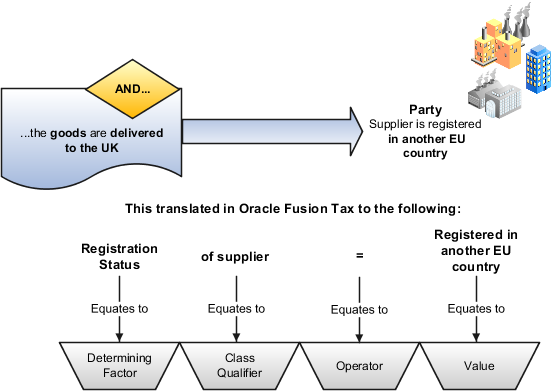 AND...
...the goods are delivered
to the UK
Party
Supplier is registered
in another EU
country
This translated in Oracle Fusion Tax to the following:
Registration
Status
of supplier
=
Registered in
another EU
country
Equates to
Equates to
Equates to
Equates to
Determining
Factor
Class
Qualifier
Operator
Value